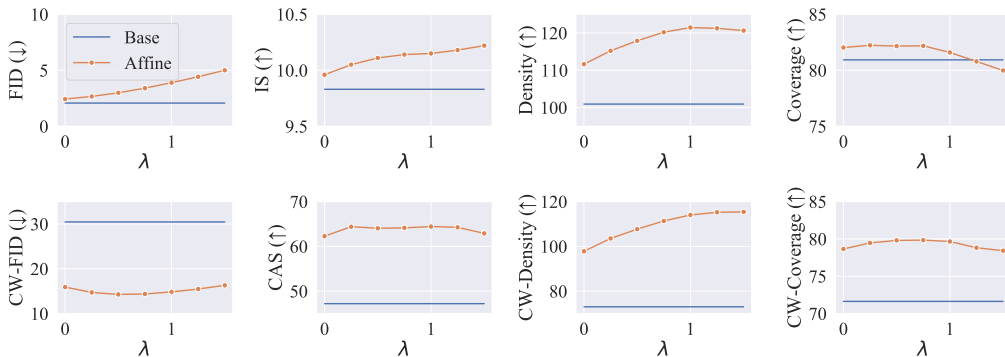 FID (↓)
10
5
0
Base
Affine
0
1
λ
IS (↑)
10.5
10.0
9.5
0
1
λ
Density (↑)
120
100
0
1
λ
Coverage (↑)
85
80
75
0
1
λ
CW-FID (↓)
30
20
10
0
1
λ
CAS (↑)
70
60
50
0
1
λ
CW-Density (↑)
120
100
80
0
1
λ
CW-Coverage (↑)
85
80
75
70
0
1
λ